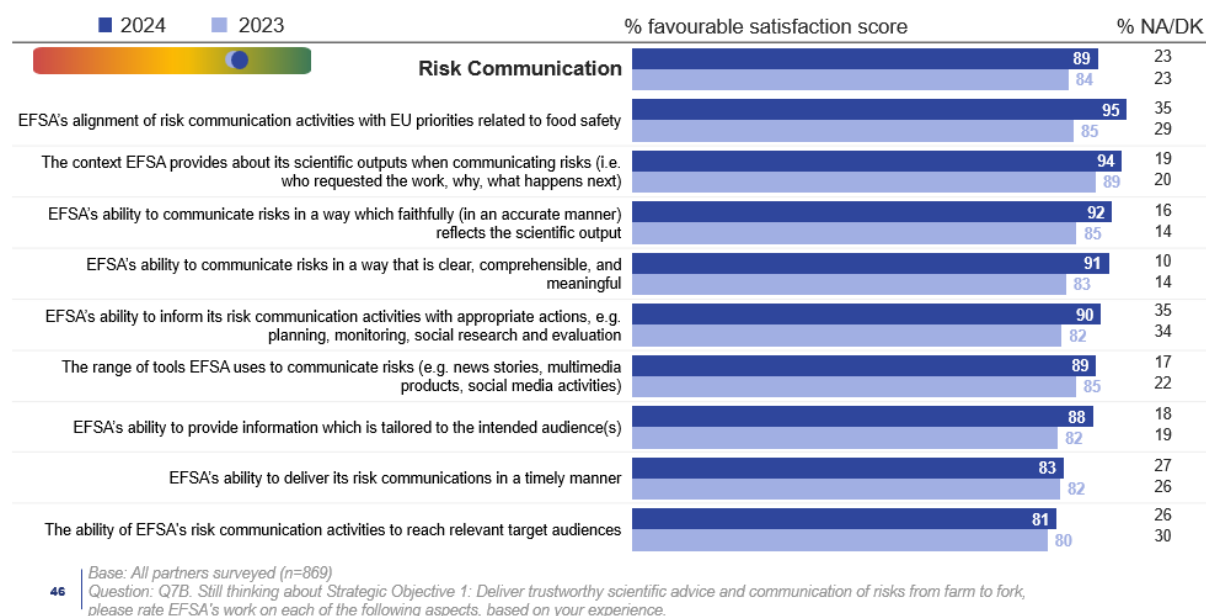 2024 2023 % favourable satisfaction score % NA/DK
Risk Communication 89 23
84 23
EFSA's alignment of risk communication activities with EU priorities related to food safety 95 35
85 29
The context EFSA provides about its scientific outputs when communicating risks (i.e. 94 19
who requested the work, why, what happens next) 89 20
EFSA's ability to communicate risks in a way which faithfully (in an accurate manner) 92 16
reflects the scientific output 85 14
EFSA's ability to communicate risks in a way that is clear, comprehensible, and 91 10
meaningful 83 14
EFSA's ability to inform its risk communication activities with appropriate actions, e.g. 90 35
planning, monitoring, social research and evaluation 82 34
The range of tools EFSA uses to communicate risks (e.g. news stories, multimedia 89 17
products, social media activities) 85 22
EFSA's ability to provide information which is tailored to the intended audience(s) 88 18
82 19
EFSA's ability to deliver its risk communications in a timely manner 83 27
82 26
The ability of EFSA's risk communication activities to reach relevant target audiences 81 26
80 30
Base: All partners surveyed (n=869)
46 Question: Q7B. Still thinking about Strategic Objective 1: Deliver trustworthy scientific advice and communication of risks from farm to fork,
please rate EFSA's work on each of the following aspects, based on your experience.